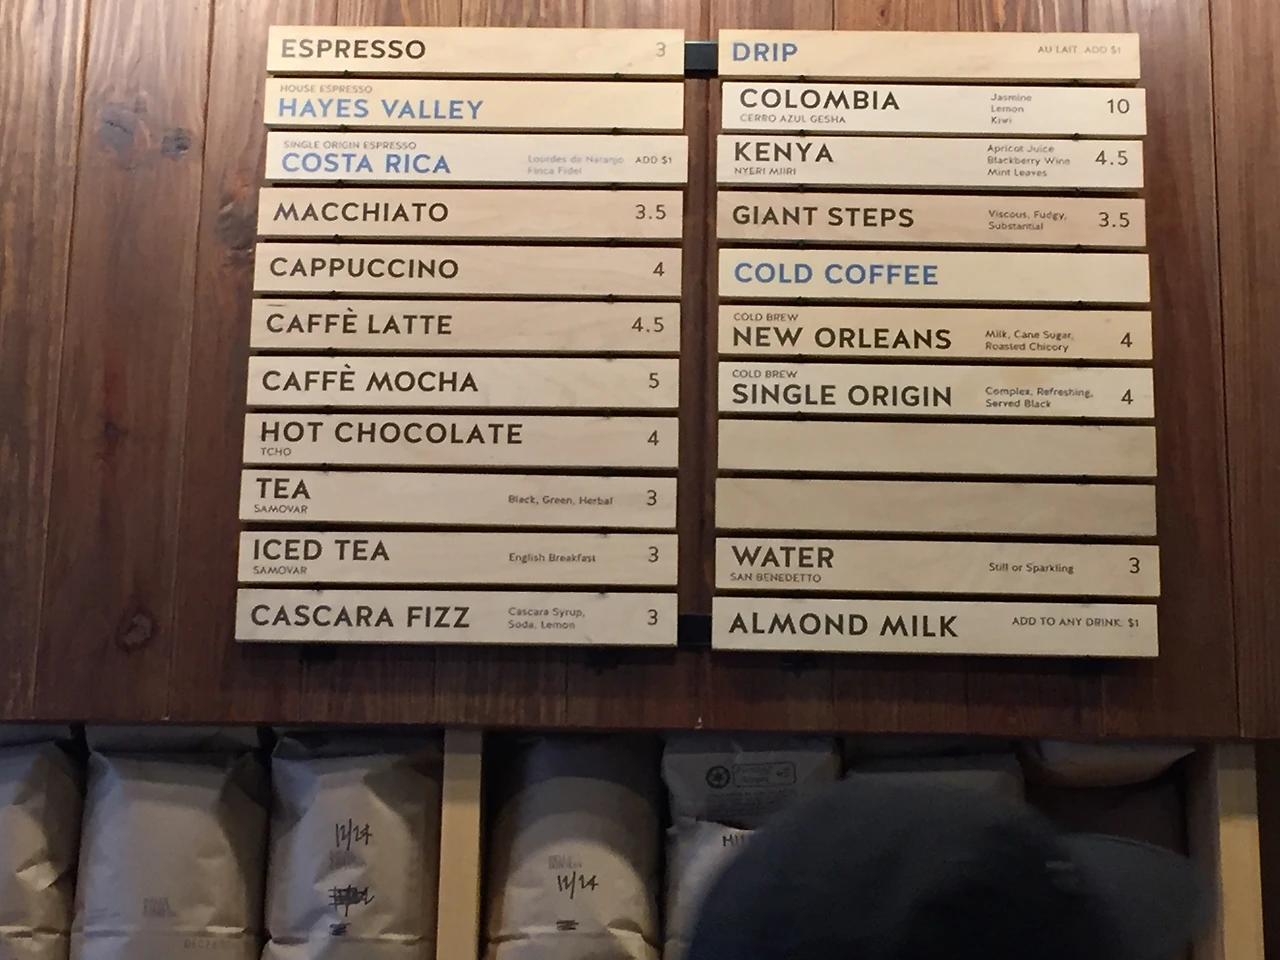 ESPRESSO 3
HOUSE ESPRESSO
HAYES VALLEY
SINGLE ORIGIN ESPRESSO
COSTA RICA Lourdes de Naranjo ADD $1
Finca Fidel
MACCHIATO 3.5
CAPPUCCINO 4
CAFFÈ LATTE 4.5
CAFFÈ MOCHA 5
HOT CHOCOLATE 4
TCHO
TEA Black, Green, Herbal 3
SAMOVAR
ICED TEA English Breakfast 3
SAMOVAR
CASCARA FIZZ Cascara Syrup, 3
Soda, Lemon
DRIP AU LAIT, ADD $1
COLOMBIA Jasmine 10
Lemon
CERRO AZUL GESHA Kiwi
KENYA Apricot Juice 4.5
Blackberry Wine
NYERI MIIRI Mint Leaves
GIANT STEPS Viscous, Fudgy, 3.5
Substantial
COLD COFFEE
COLD BREW
NEW ORLEANS Milk, Cane Sugar, 4
Roasted Chicory
COLD BREW
SINGLE ORIGIN Complex, Refreshing, 4
Served Black
WATER Still or Sparkling 3
SAN BENEDETTO
ALMOND MILK ADD TO ANY DRINK, $1
12/24
12/24